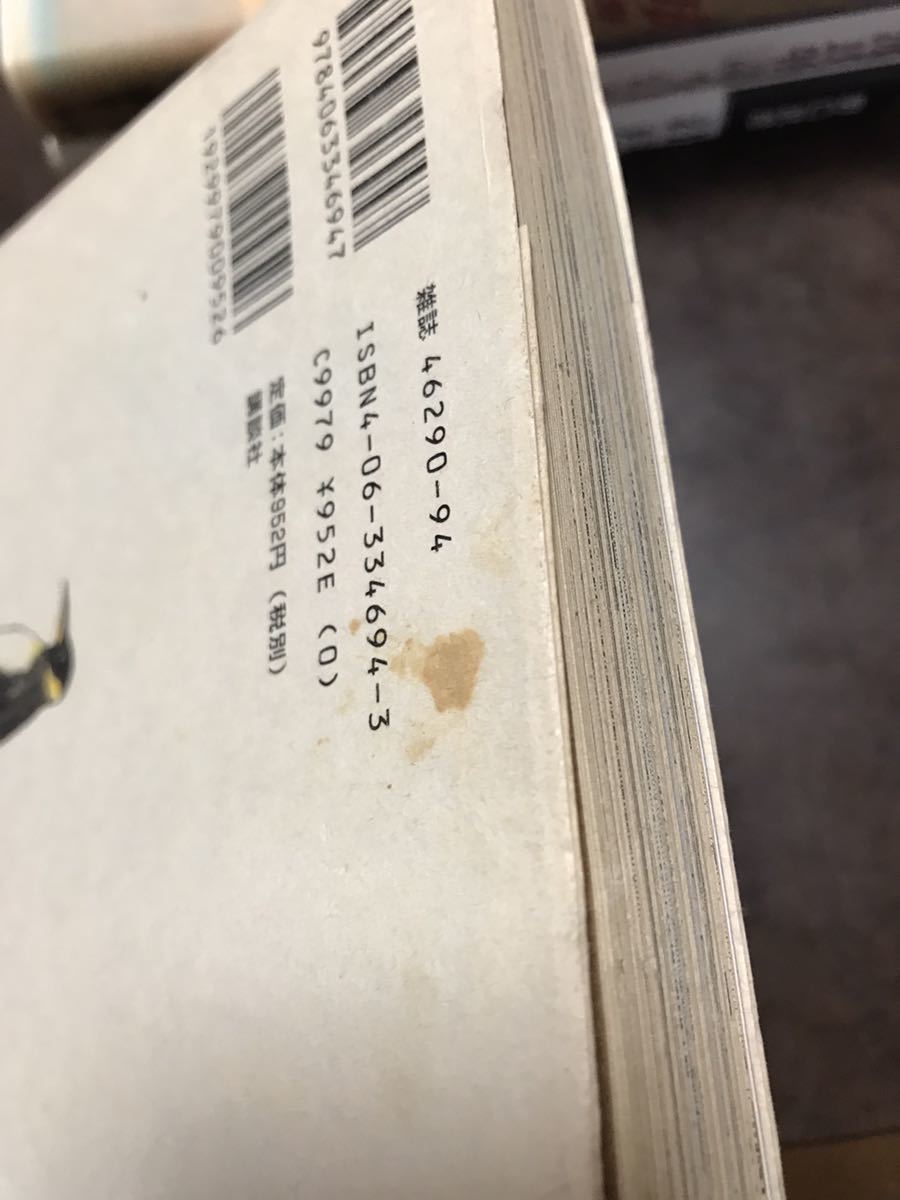 9784063346947
1929979009526
雑誌 46290-94
ISBN4-06-334694-3
C9979 ¥952E (0)
定価：本体952円（税別）
講談社